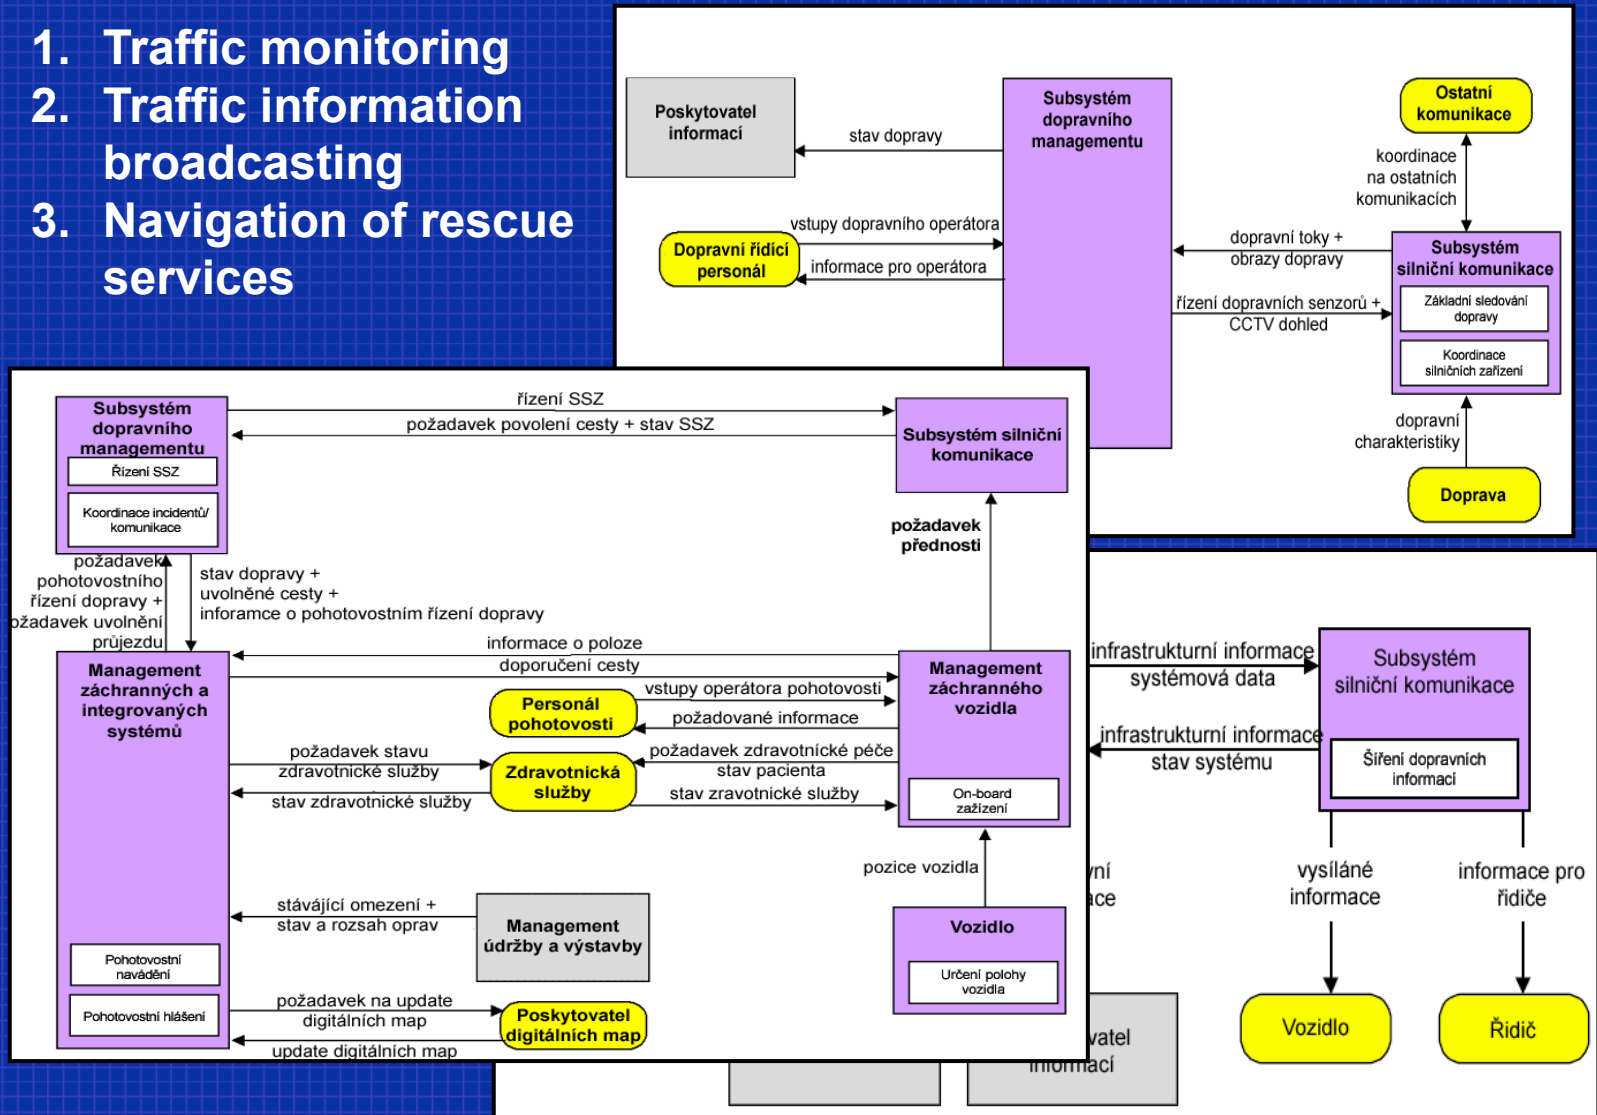 1. Traffic monitoring
2. Traffic information
broadcasting
3. Navigation of rescue
services
Poskytovatel
informací
stav dopravy
Subsystém
dopravního
managementu
Ostatní
komunikace
koordinace
na ostatních
komunikacích
vstupy dopravního operátora
Dopravní řídící
personál
informace pro operátora
dopravní toky +
obrazy dopravy
řízení dopravních senzorů +
CCTV dohled
Subsystém
silniční komunikace
Základní sledování
dopravy
Koordinace
silničních zařízení
dopravní
charakteristiky
Doprava
Subsystém
dopravního
managementu
Řízení SSZ
Koordinace incidentů/
komunikace
řízení SSZ
požadavek povolení cesty + stav SSZ
Subsystém silniční
komunikace
požadavek
přednosti
požadavek
pohotovostního
řízení dopravy +
ožadavek uvolnění
průjezdu
stav dopravy +
uvolněné cesty +
inforamce o pohotovostním řízení dopravy
Management
záchranných a
integrovaných
systémů
informace o poloze
doporučení cesty
Personál
pohotovosti
vstupy operátora pohotovosti
požadované informace
Management
záchranného
vozidla
požadavek stavu
zdravotnické služby
stav zdravotnické služby
Zdravotnická
služby
požadavek zdravotnícké péče
stav pacienta
stav zravotnické služby
On-board
zažízení
pozice vozidla
stávající omezení +
stav a rozsah oprav
Management
údržby a výstavby
Vozidlo
Určení polohy
vozidla
Pohotovostní
navádění
Pohotovostní hlášení
požadavek na update
digitálních map
update digitálních map
Poskytovatel
digitálních map
infrastrukturní informace
systémová data
infrastrukturní informace
stav systému
Subsystém
silniční komunikace
Šíření dopravních
informací
vní
ace
vysíláné
informace
informace pro
řidiče
vatel
informací
Vozidlo
Řidič